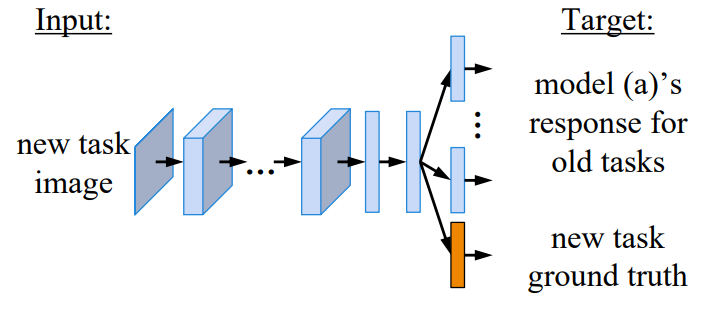 Input:
Target:
new task
image
...
model (a)'s
response for
old tasks
new task
ground truth